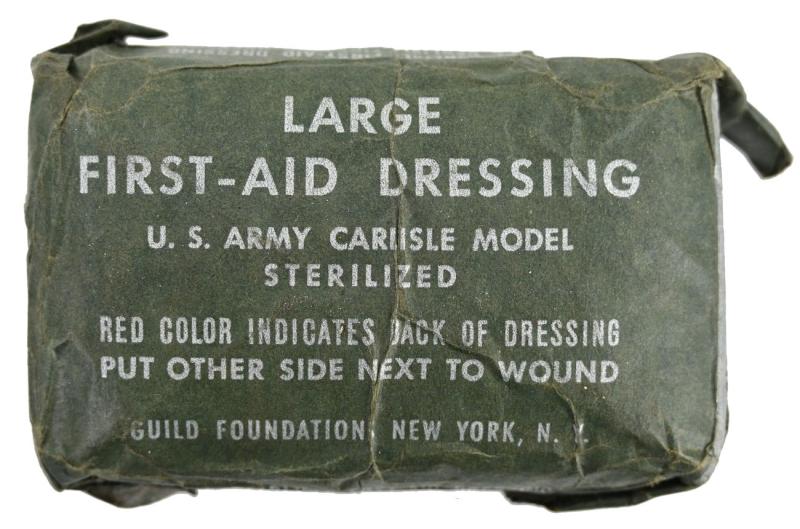 LARGE
FIRST-AID DRESSING
U. S. ARMY CARLISLE MODEL
STERILIZED
RED COLOR INDICATES BACK OF DRESSING
PUT OTHER SIDE NEXT TO WOUND
GUILD FOUNDATION, NEW YORK, N. Y.